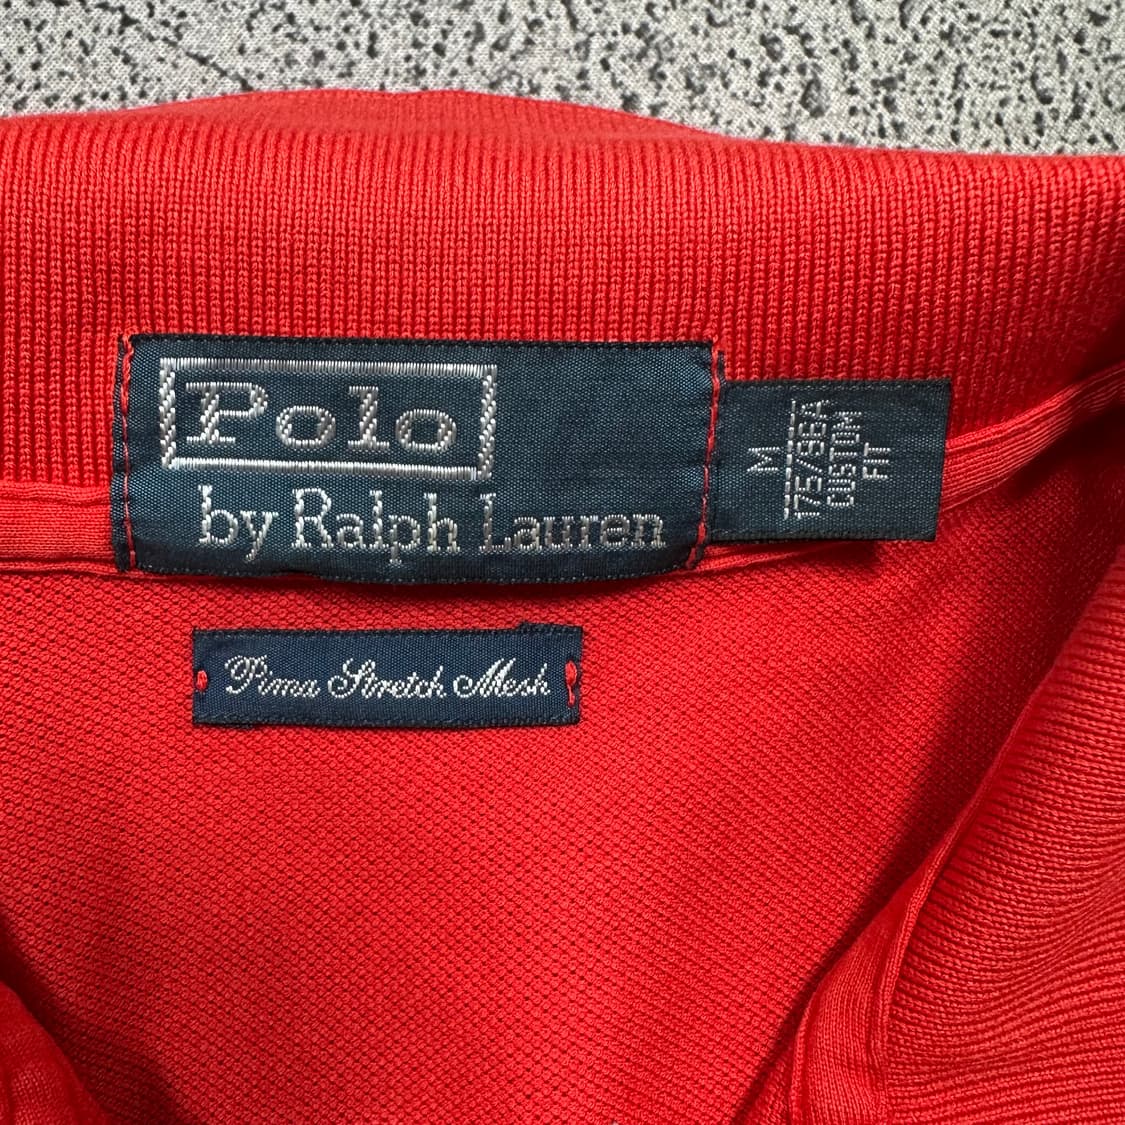 Polo
by Ralph Lauren
M
175/96A
CUSTOM
FIT
Pima Stretch Mesh